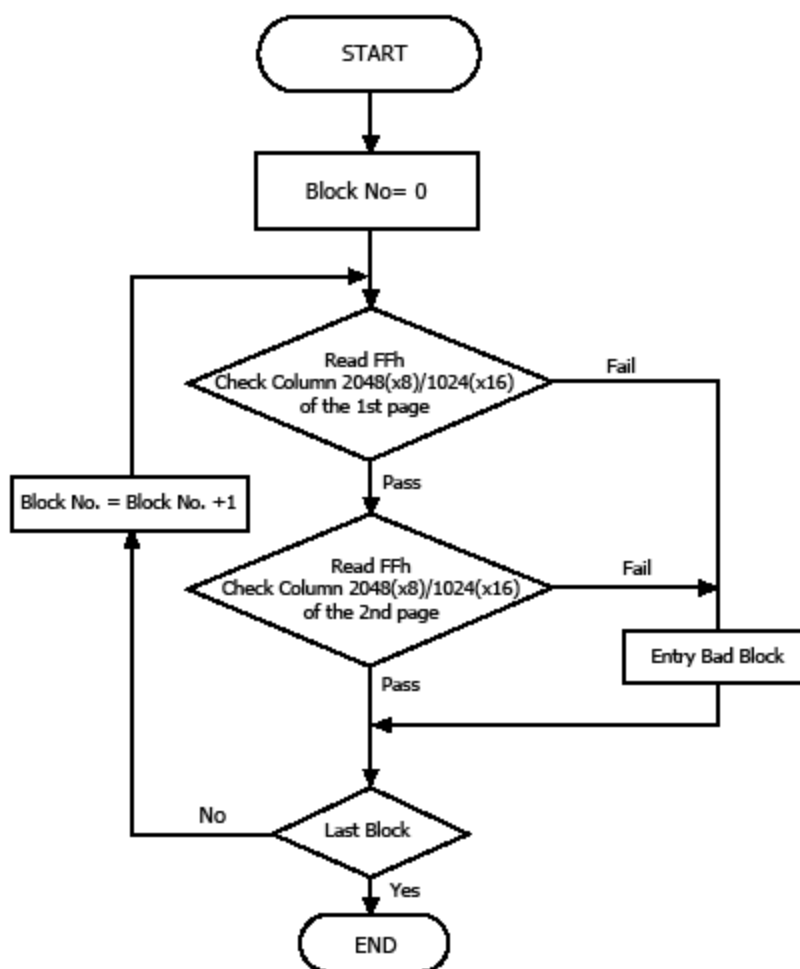 START
Block No= 0
Read FFh
Check Column 2048(x8)/1024(x16)
of the 1st page
Fail
Pass
Block No. = Block No. +1
Read FFh
Check Column 2048(x8)/1024(x16)
of the 2nd page
Fail
Entry Bad Block
Pass
No
Last Block
Yes
END